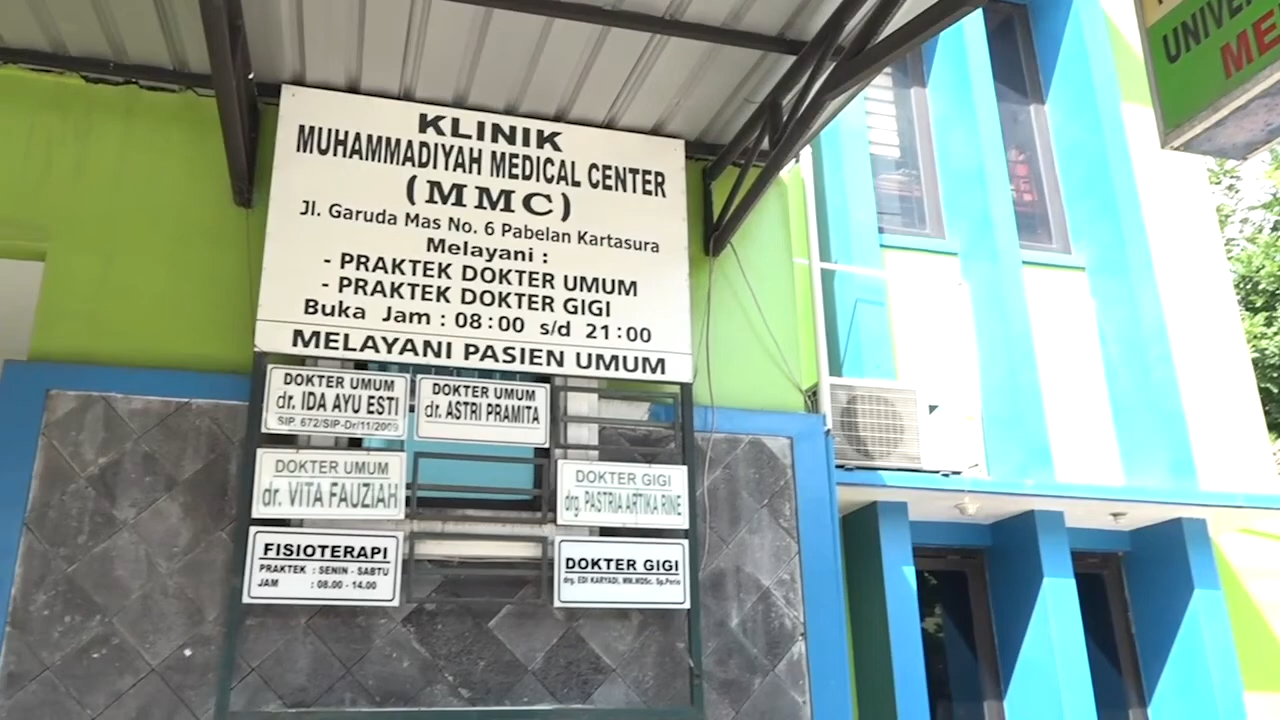 KLINIK
MUHAMMADIYAH MEDICAL CENTER
(MMC)
Jl. Garuda Mas No. 6 Pabelan Kartasura
Melayani :
- PRAKTEK DOKTER UMUM
- PRAKTEK DOKTER GIGI
Buka Jam : 08:00 s/d 21:00
MELAYANI PASIEN UMUM
DOKTER UMUM
dr. IDA AYU ESTI
SIP. 672/SIP-Dr/11/2009
DOKTER UMUM
dr. ASTRI PRAMITA
DOKTER UMUM
dr. VITA FAUZIAH
DOKTER GIGI
drg. PASTRIA ARTIKA RINE
FISIOTERAPI
PRAKTEK : SENIN - SABTU
JAM : 08.00 - 14.00
DOKTER GIGI
drg. EDI KARYADI, MM.MDSc. Sp.Perio